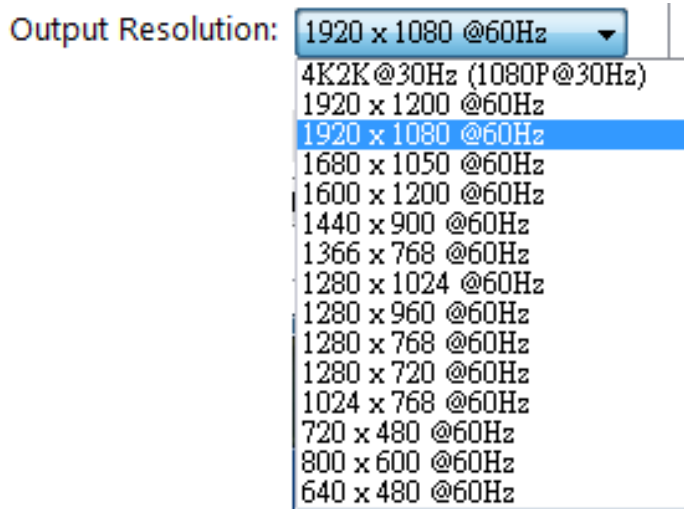 Output Resolution: 1920 x 1080 @60Hz
4K2K@30Hz (1080P@30Hz)
1920 x 1200 @60Hz
1920 x 1080 @60Hz
1680 x 1050 @60Hz
1600 x 1200 @60Hz
1440 x 900 @60Hz
1366 x 768 @60Hz
1280 x 1024 @60Hz
1280 x 960 @60Hz
1280 x 768 @60Hz
1280 x 720 @60Hz
1024 x 768 @60Hz
720 x 480 @60Hz
800 x 600 @60Hz
640 x 480 @60Hz